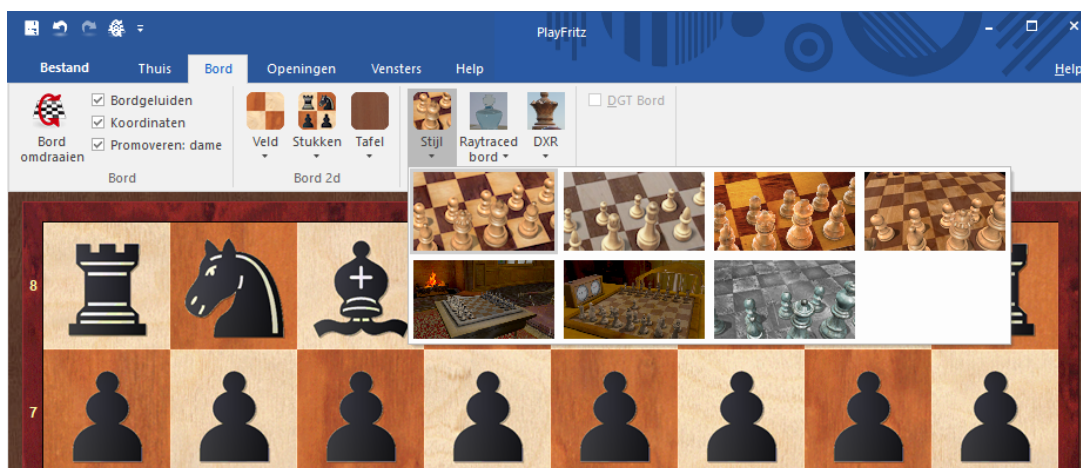 PlayFritz
Bestand Thuis Bord Openingen Vensters Help Help
Bordgeluiden
Koordinaten
Promoveren: dame
Bord
omdraaien
Bord
Veld Stukken Tafel
Bord 2d
Stijl Raytraced
bord
DXR
DGT Bord
8
7